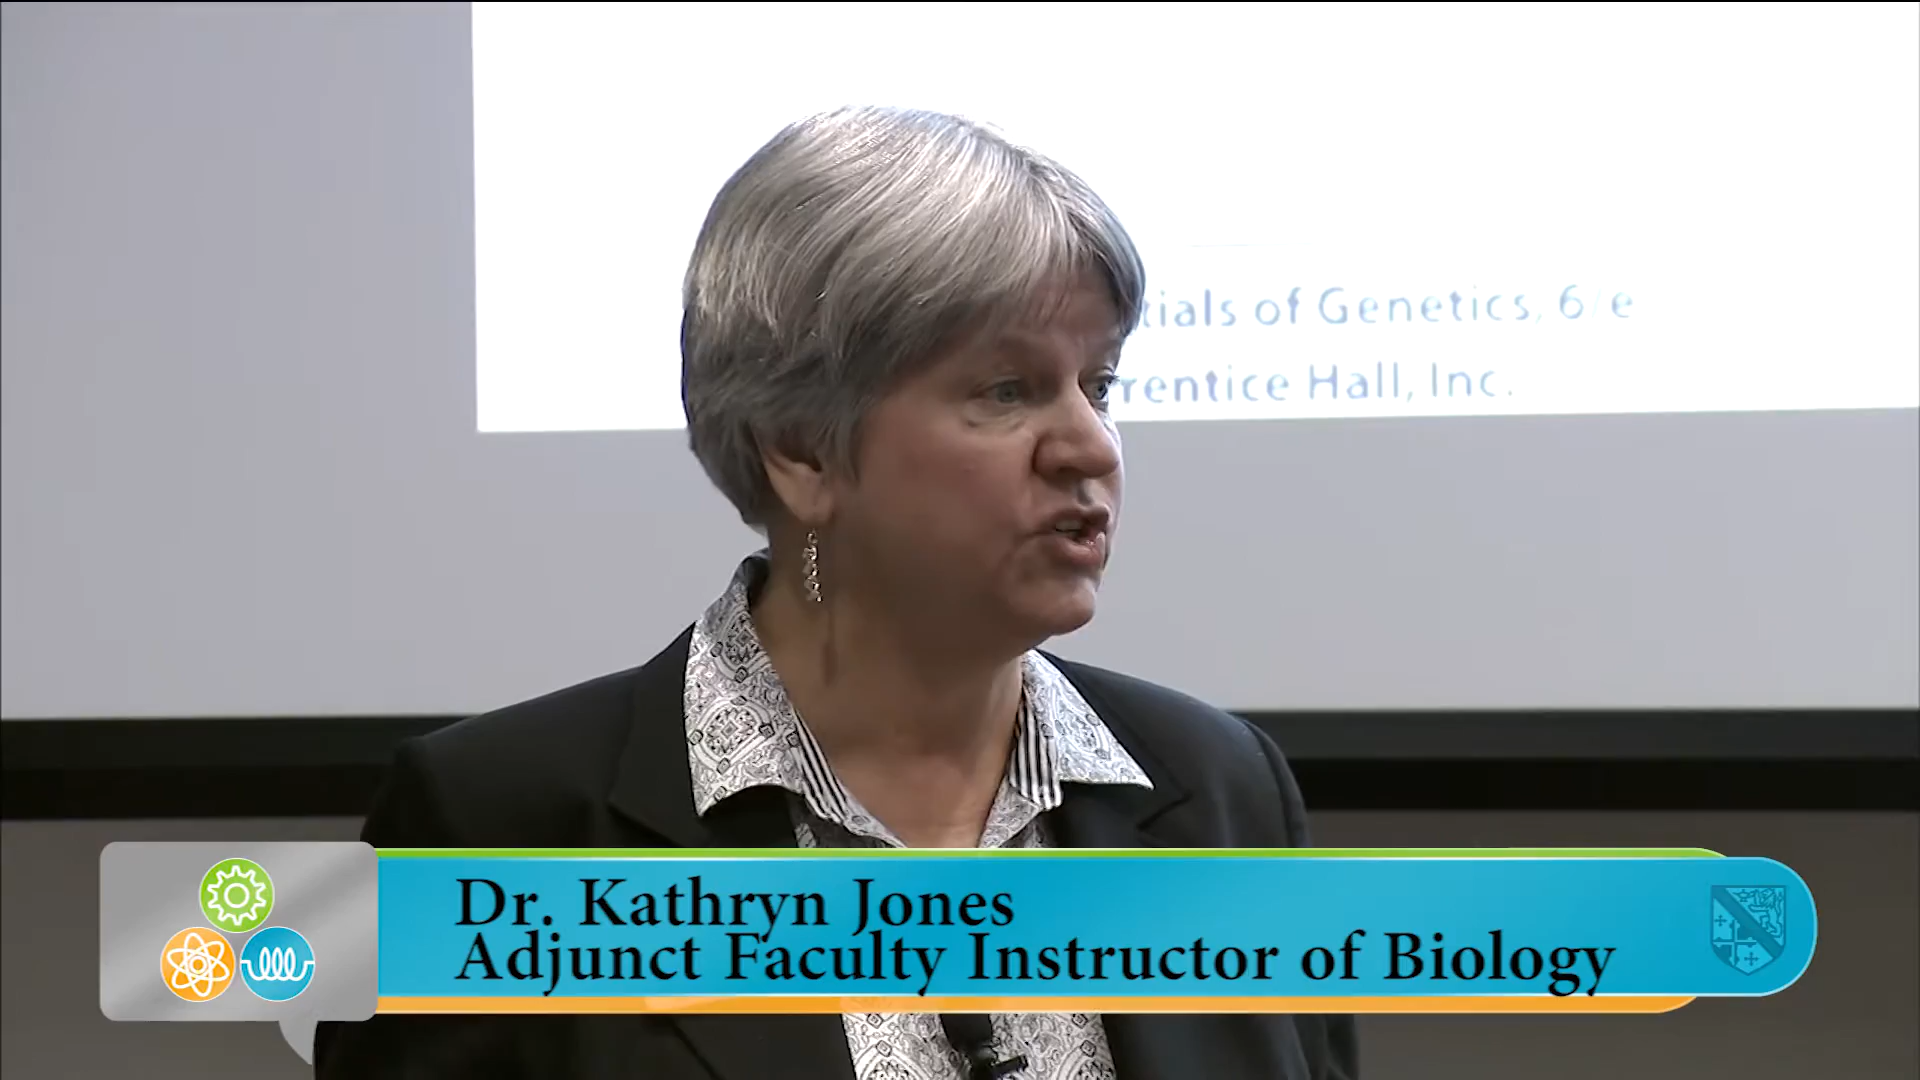 tials of Genetics, 6/e
rentice Hall, Inc.
Dr. Kathryn Jones
Adjunct Faculty Instructor of Biology